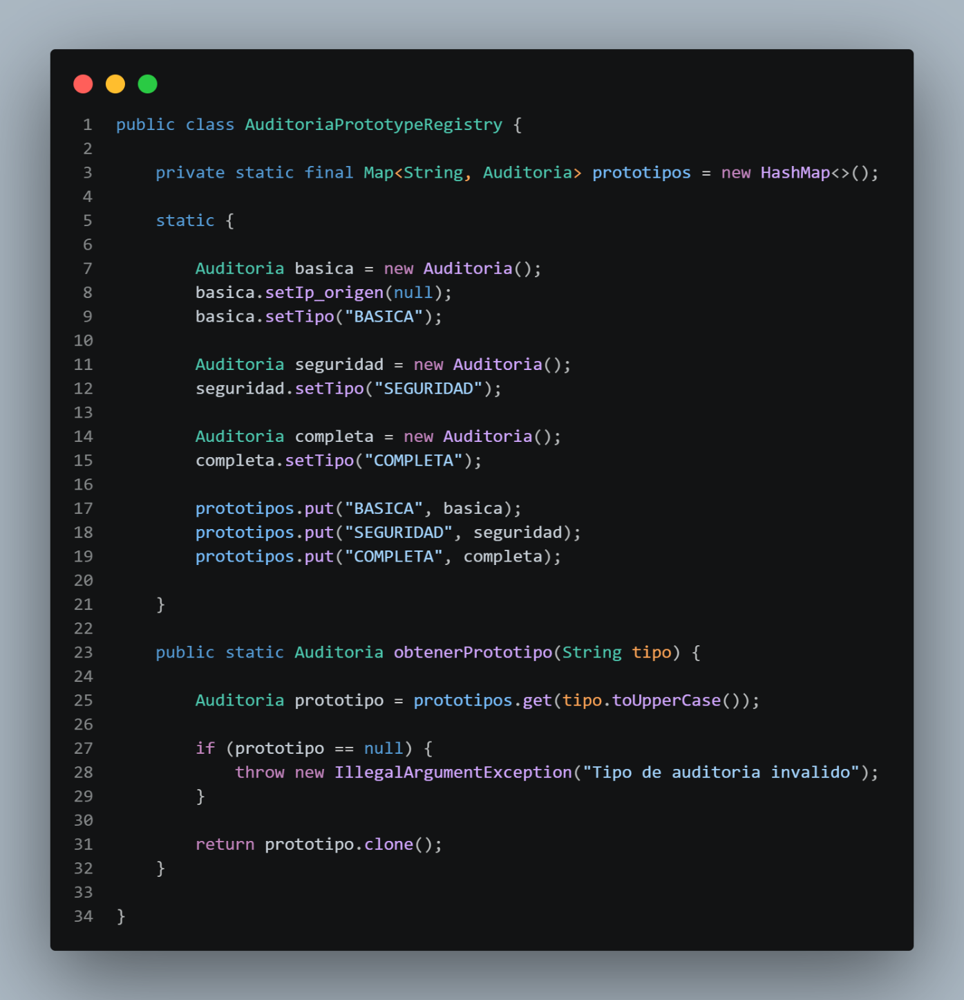 1 public class AuditoriaPrototypeRegistry {
2
3     private static final Map<String, Auditoria> prototipos = new HashMap<>();
4
5     static {
6
7         Auditoria basica = new Auditoria();
8         basica.setIp_origen(null);
9         basica.setTipo("BASICA");
10
11         Auditoria seguridad = new Auditoria();
12         seguridad.setTipo("SEGURIDAD");
13
14         Auditoria completa = new Auditoria();
15         completa.setTipo("COMPLETA");
16
17         prototipos.put("BASICA", basica);
18         prototipos.put("SEGURIDAD", seguridad);
19         prototipos.put("COMPLETA", completa);
20
21     }
22
23     public static Auditoria obtenerPrototipo(String tipo) {
24
25         Auditoria prototipo = prototipos.get(tipo.toUpperCase());
26
27         if (prototipo == null) {
28             throw new IllegalArgumentException("Tipo de auditoria invalido");
29         }
30
31         return prototipo.clone();
32     }
33
34 }